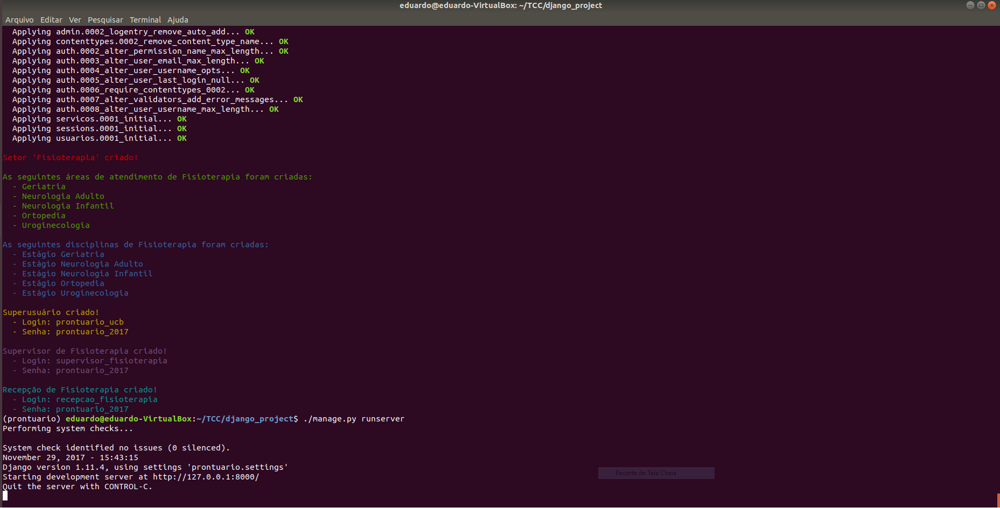 eduardo@eduardo-VirtualBox: ~/TCC/django_project
Arquivo Editar Ver Pesquisar Terminal Ajuda
Applying admin.0002_logentry_remove_auto_add... OK
Applying contenttypes.0002_remove_content_type_name... OK
Applying auth.0002_alter_permission_name_max_length... OK
Applying auth.0003_alter_user_email_max_length... OK
Applying auth.0004_alter_user_username_opts... OK
Applying auth.0005_alter_user_last_login_null... OK
Applying auth.0006_require_contenttypes_0002... OK
Applying auth.0007_alter_validators_add_error_messages... OK
Applying auth.0008_alter_user_username_max_length... OK
Applying servicos.0001_initial... OK
Applying sessions.0001_initial... OK
Applying usuarios.0001_initial... OK
Setor 'Fisioterapia' criado!
As seguintes áreas de atendimento de Fisioterapia foram criadas:
- Geriatria
- Neurologia Adulto
- Neurologia Infantil
- Ortopedia
- Uroginecologia
As seguintes disciplinas de Fisioterapia foram criadas:
- Estágio Geriatria
- Estágio Neurologia Adulto
- Estágio Neurologia Infantil
- Estágio Ortopedia
- Estágio Uroginecologia
Superusuário criado!
- Login: prontuario_ucb
- Senha: prontuario_2017
Supervisor de Fisioterapia criado!
- Login: supervisor_fisioterapia
- Senha: prontuario_2017
Recepção de Fisioterapia criado!
- Login: recepcao_fisioterapia
- Senha: prontuario_2017
(prontuario) eduardo@eduardo-VirtualBox:~/TCC/django_project$ ./manage.py runserver
Performing system checks...
System check identified no issues (0 silenced).
November 29, 2017 - 15:43:15
Django version 1.11.4, using settings 'prontuario.settings'
Starting development server at http://127.0.0.1:8000/
Recorte de Tela Cheia
Quit the server with CONTROL-C.